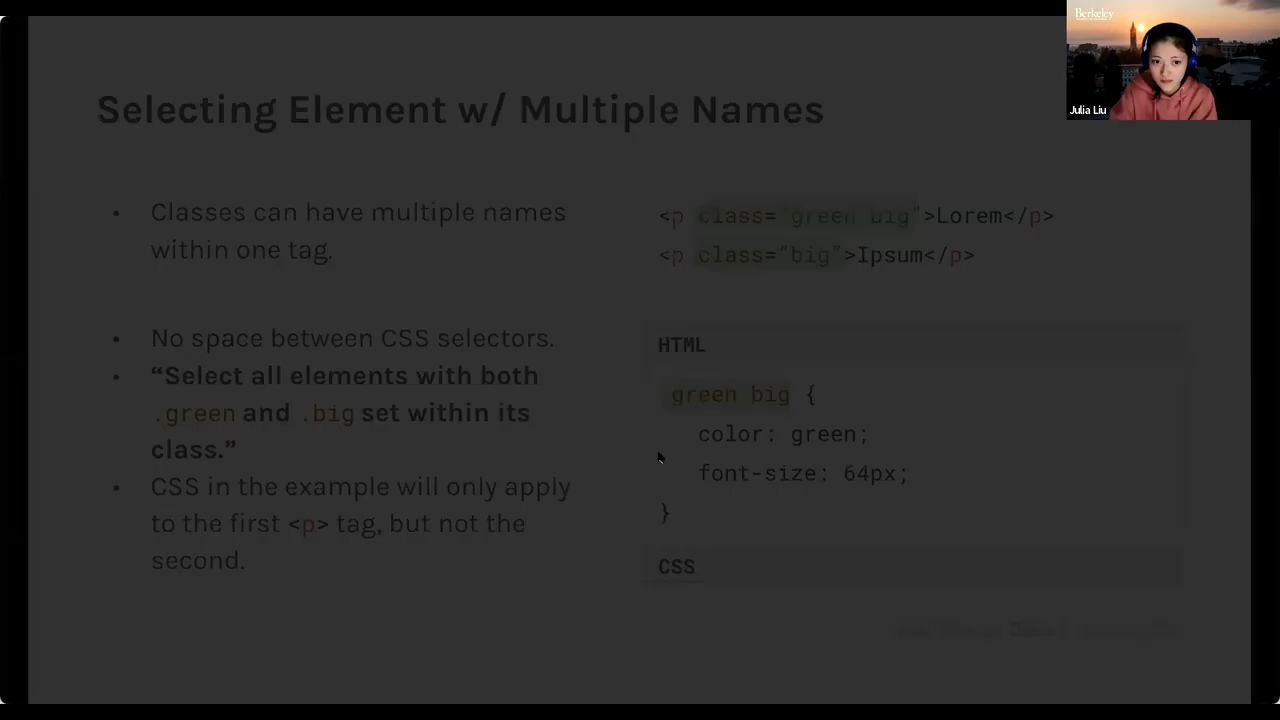 Berkeley
Julia Liu
Selecting Element w/ Multiple Names
• Classes can have multiple names
within one tag.
• No space between CSS selectors.
• “Select all elements with both
.green and .big set within its
class.”
• CSS in the example will only apply
to the first <p> tag, but not the
second.
<p class="green big">Lorem</p>
<p class="big">Ipsum</p>
HTML
green big {
color: green;
font-size: 64px;
}
CSS